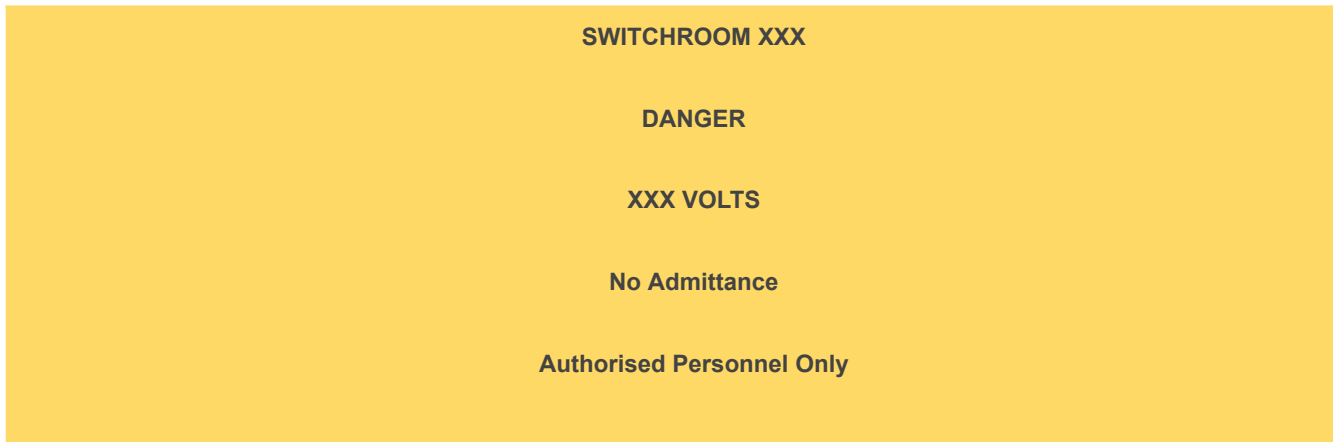 SWITCHROOM XXX
DANGER
XXX VOLTS
No Admittance
Authorised Personnel Only